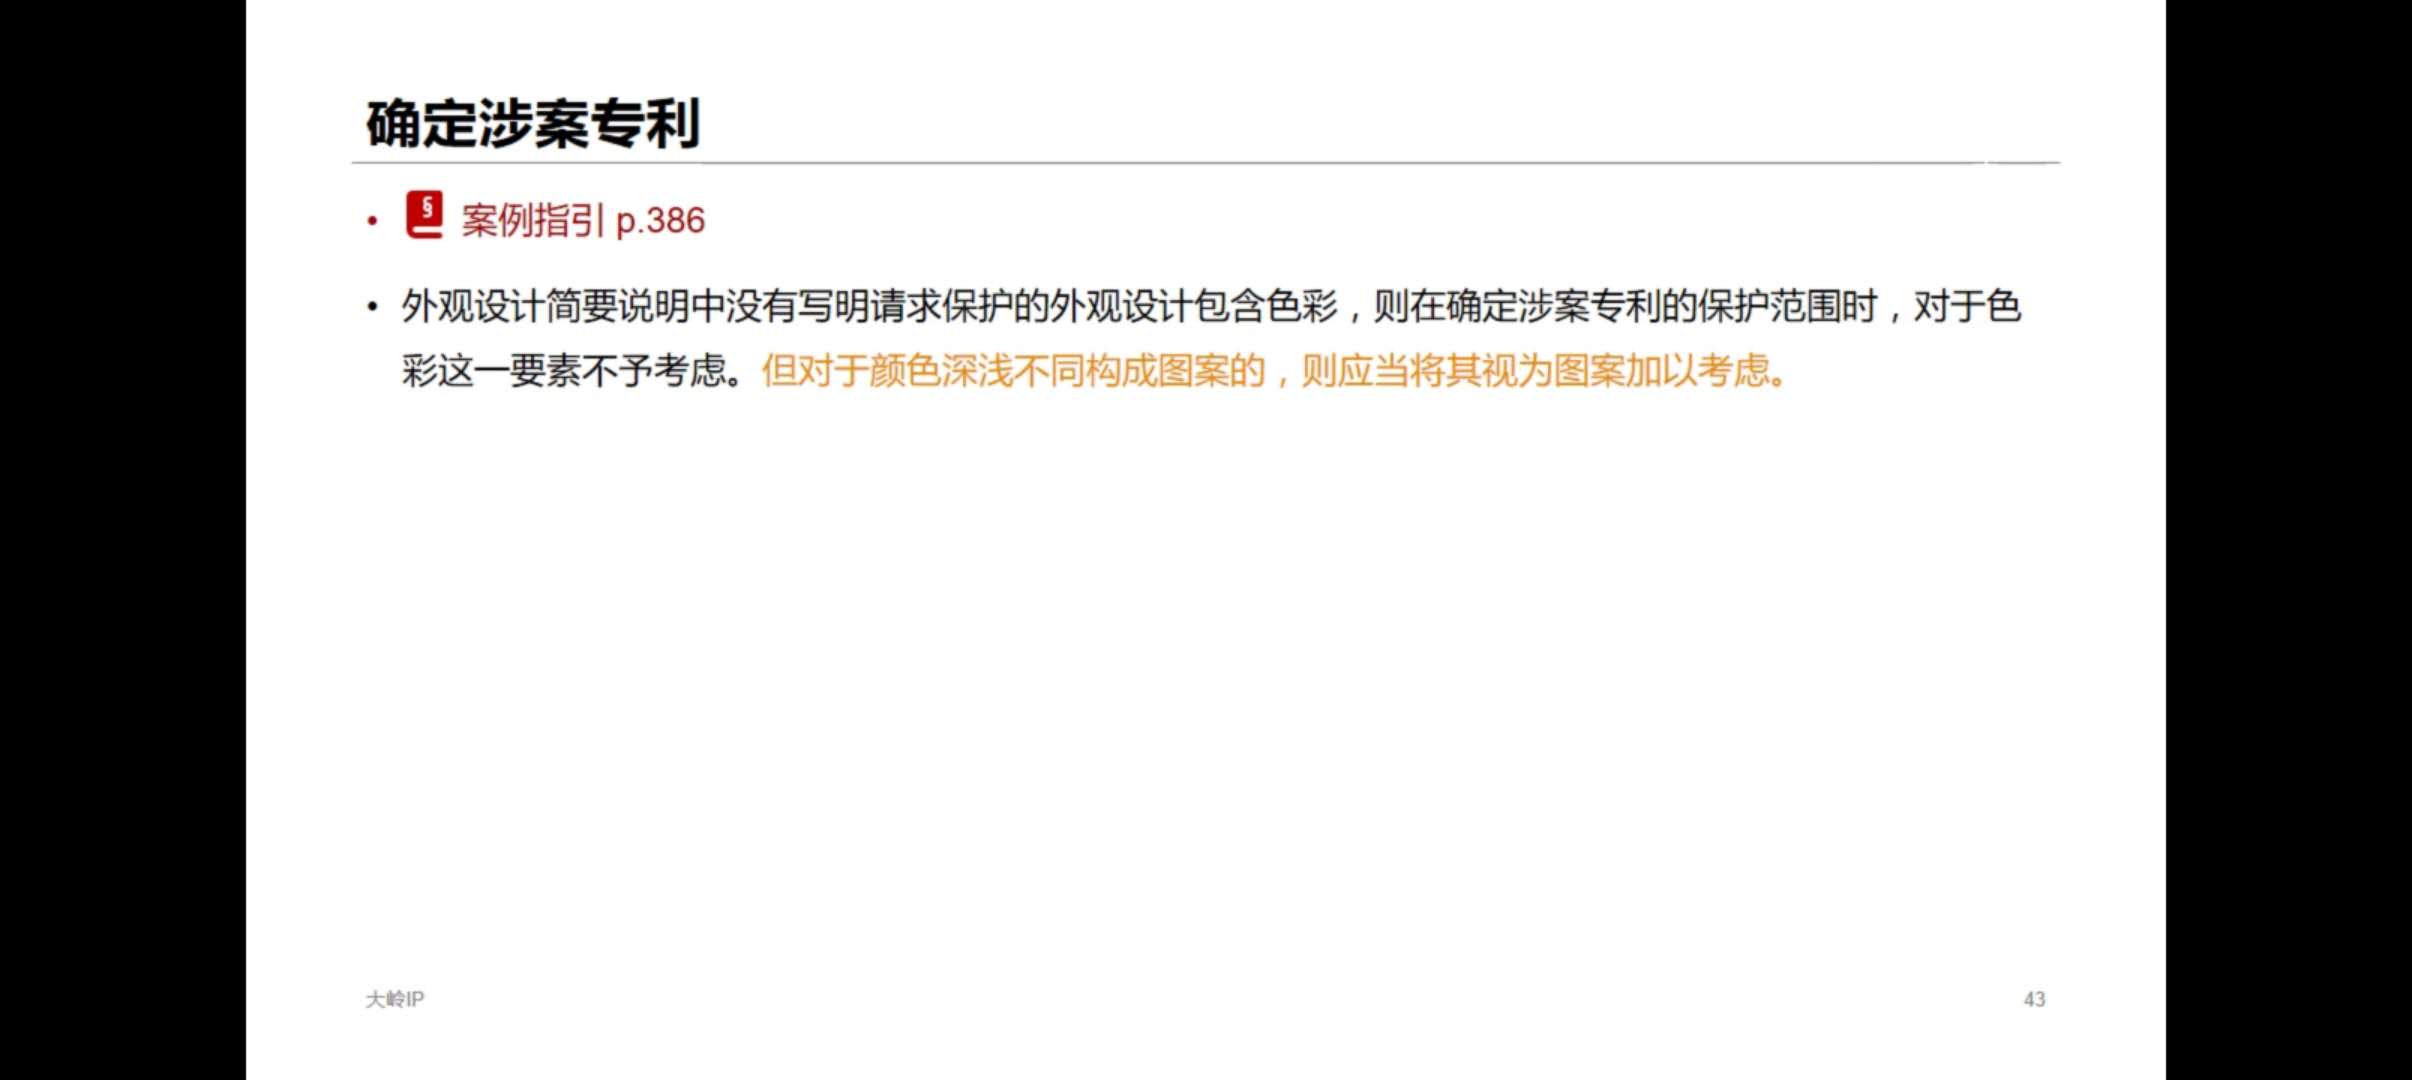 确定涉案专利
• § 案例指引 p.386
• 外观设计简要说明中没有写明请求保护的外观设计包含色彩，则在确定涉案专利的保护范围时，对于色
彩这一要素不予考虑。但对于颜色深浅不同构成图案的，则应当将其视为图案加以考虑。
大岭IP
43